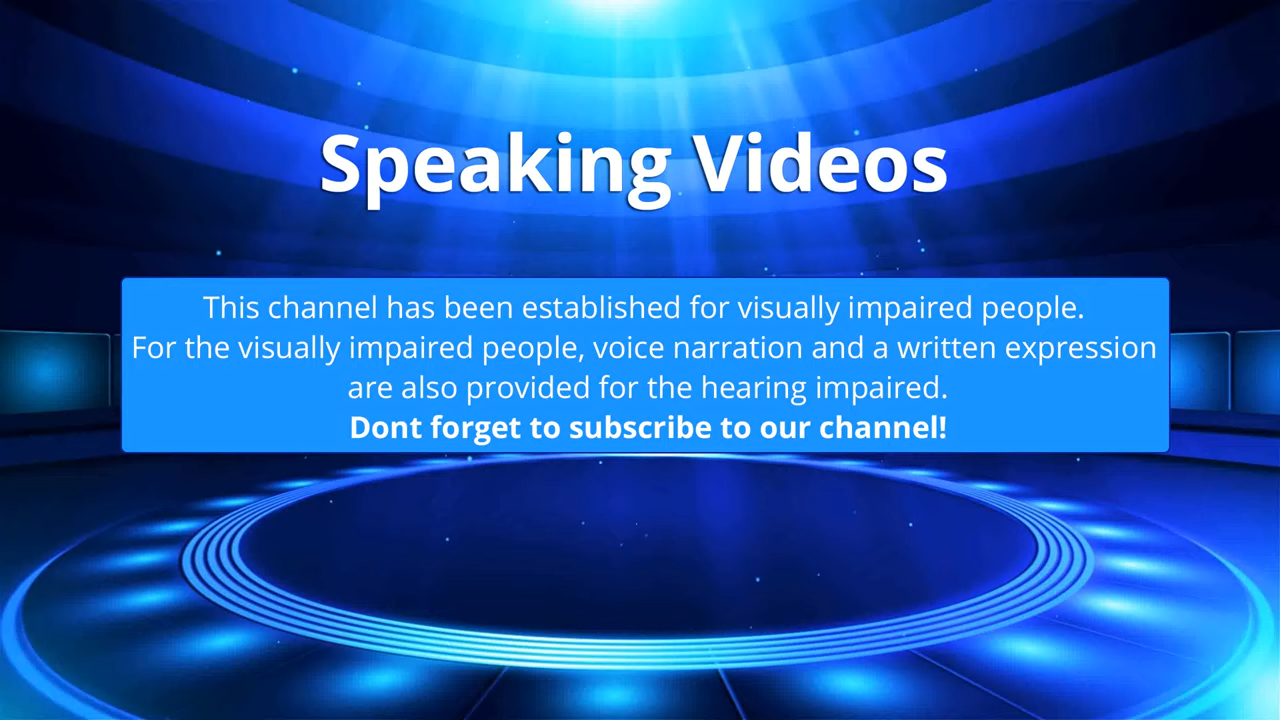 Speaking Videos
This channel has been established for visually impaired people.
For the visually impaired people, voice narration and a written expression
are also provided for the hearing impaired.
Dont forget to subscribe to our channel!